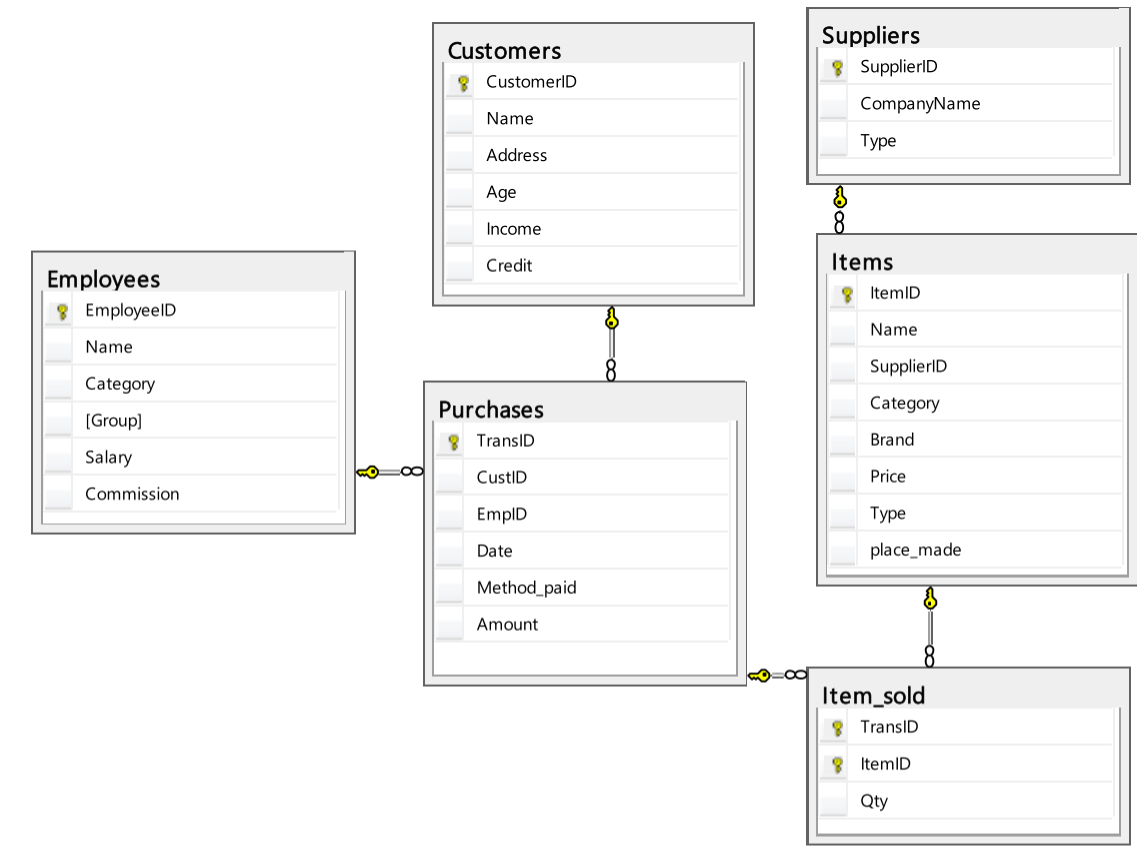 Customers
CustomerID
Name
Address
Age
Income
Credit
Suppliers
SupplierID
CompanyName
Type
Employees
EmployeeID
Name
Category
[Group]
Salary
Commission
Purchases
TransID
CustID
EmpID
Date
Method_paid
Amount
Items
ItemID
Name
SupplierID
Category
Brand
Price
Type
place_made
Item_sold
TransID
ItemID
Qty